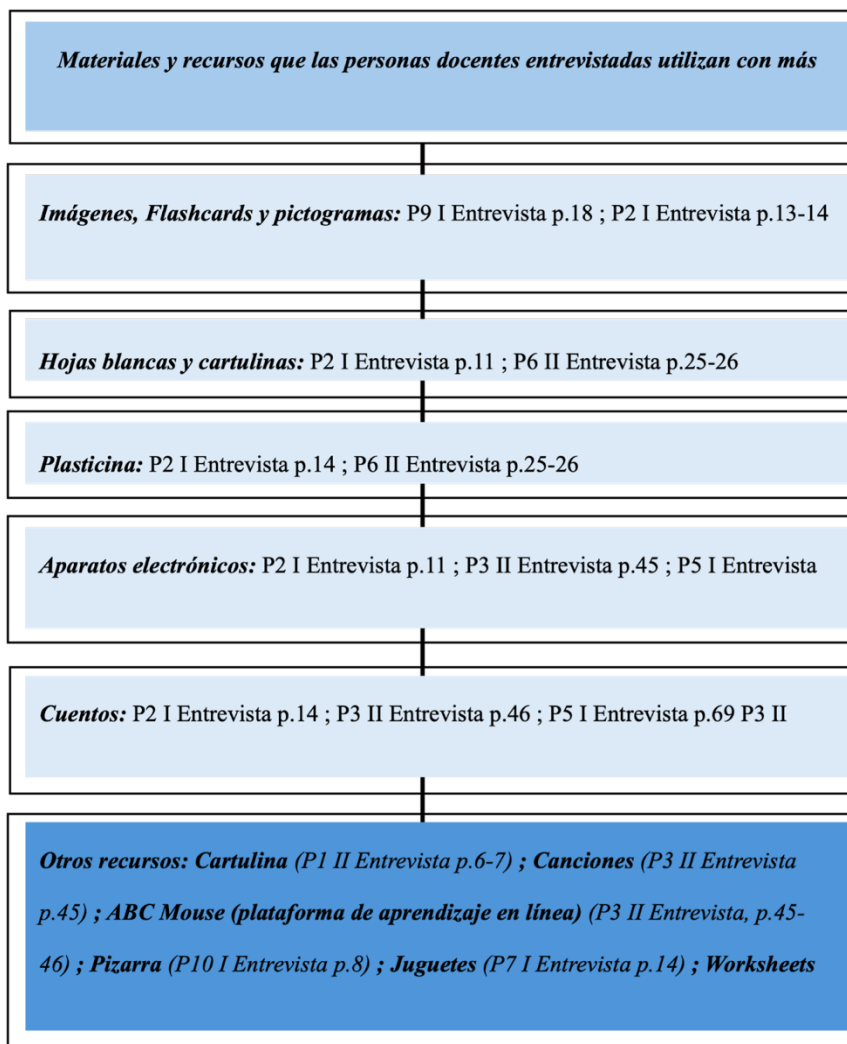 Materiales y recursos que las personas docentes entrevistadas utilizan con más
Imágenes, Flashcards y pictogramas: P9 I Entrevista p.18 ; P2 I Entrevista p.13-14
Hojas blancas y cartulinas: P2 I Entrevista p.11 ; P6 II Entrevista p.25-26
Plasticina: P2 I Entrevista p.14 ; P6 II Entrevista p.25-26
Aparatos electrónicos: P2 I Entrevista p.11 ; P3 II Entrevista p.45 ; P5 I Entrevista
Cuentos: P2 I Entrevista p.14 ; P3 II Entrevista p.46 ; P5 I Entrevista p.69 P3 II
Otros recursos: Cartulina (P1 II Entrevista p.6-7) ; Canciones (P3 II Entrevista
p.45) ; ABC Mouse (plataforma de aprendizaje en línea) (P3 II Entrevista, p.45-
46) ; Pizarra (P10 I Entrevista p.8) ; Juguetes (P7 I Entrevista p.14) ; Worksheets